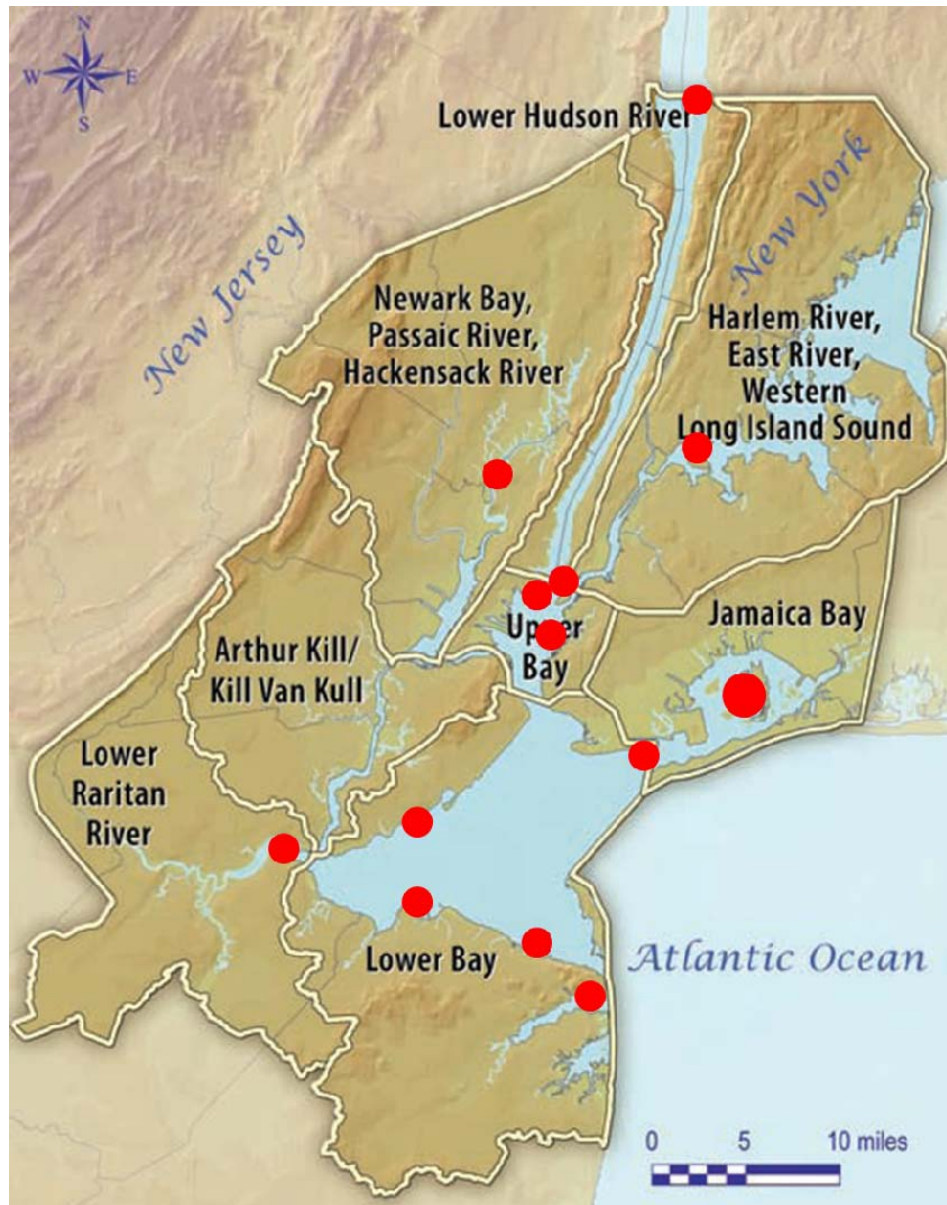 N
W E
S
Lower Hudson River
New York
New Jersey
Newark Bay,
Passaic River,
Hackensack River
Harlem River,
East River,
Western
Long Island Sound
Upper
Bay
Jamaica Bay
Arthur Kill/
Kill Van Kull
Lower
Raritan
River
Lower Bay
Atlantic Ocean
0 5 10 miles